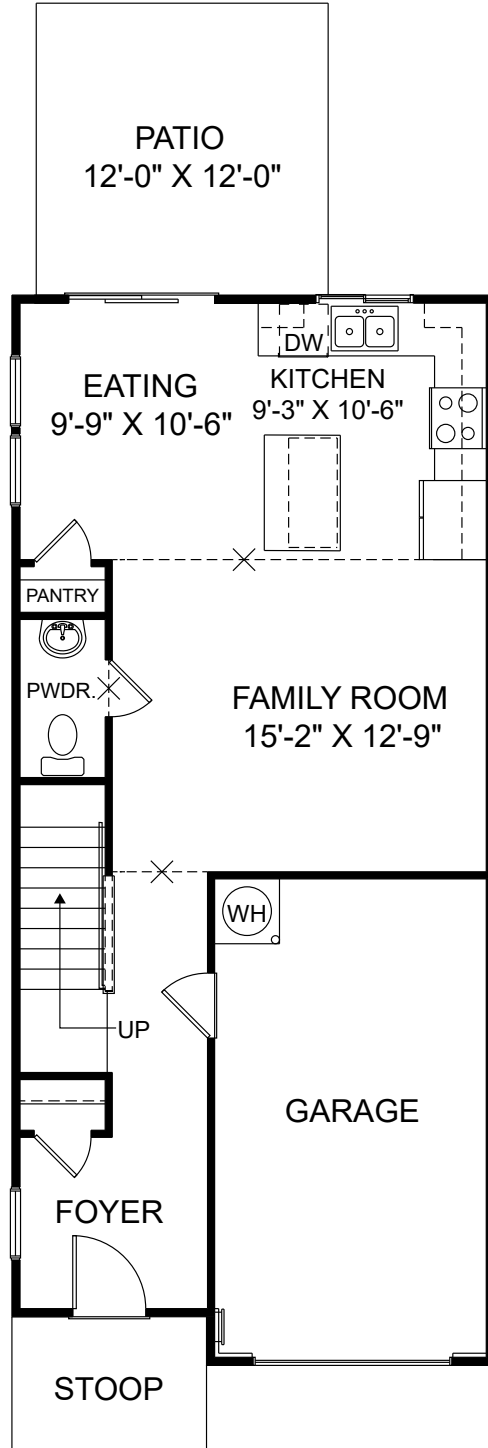 PATIO
12'-0" X 12'-0"
DW
EATING
9'-9" X 10'-6"
KITCHEN
9'-3" X 10'-6"
PANTRY
PWDR.
FAMILY ROOM
15'-2" X 12'-9"
WH
UP
GARAGE
FOYER
STOOP